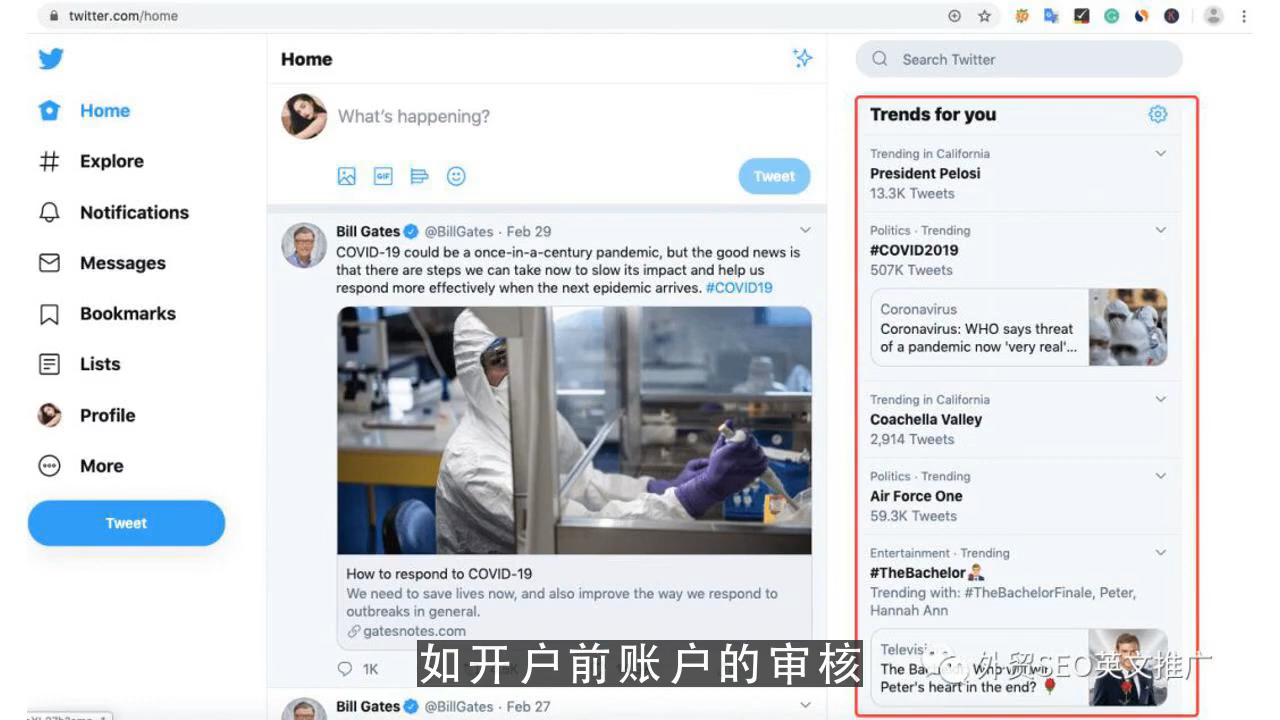 twitter.com/home
Home
Explore
Notifications
Messages
Bookmarks
Lists
Profile
More
Tweet
Home
What's happening?
GIF
Tweet
Bill Gates @BillGates · Feb 29
COVID-19 could be a once-in-a-century pandemic, but the good news is
that there are steps we can take now to slow its impact and help us
respond more effectively when the next epidemic arrives. #COVID19
How to respond to COVID-19
We need to save lives now, and also improve the way we respond to
outbreaks in general.
gatesnotes.com
1K
Bill Gates @BillGates · Feb 27
Search Twitter
Trends for you
Trending in California
President Pelosi
13.3K Tweets
Politics · Trending
#COVID2019
507K Tweets
Coronavirus
Coronavirus: WHO says threat
of a pandemic now 'very real'...
Trending in California
Coachella Valley
2,914 Tweets
Politics · Trending
Air Force One
59.3K Tweets
Entertainment · Trending
#TheBachelor
Trending with: #TheBachelorFinale, Peter,
Hannah Ann
The Who will win
Peter's heart in the end?
外贸SEO英文推广
如开户前账户的审核